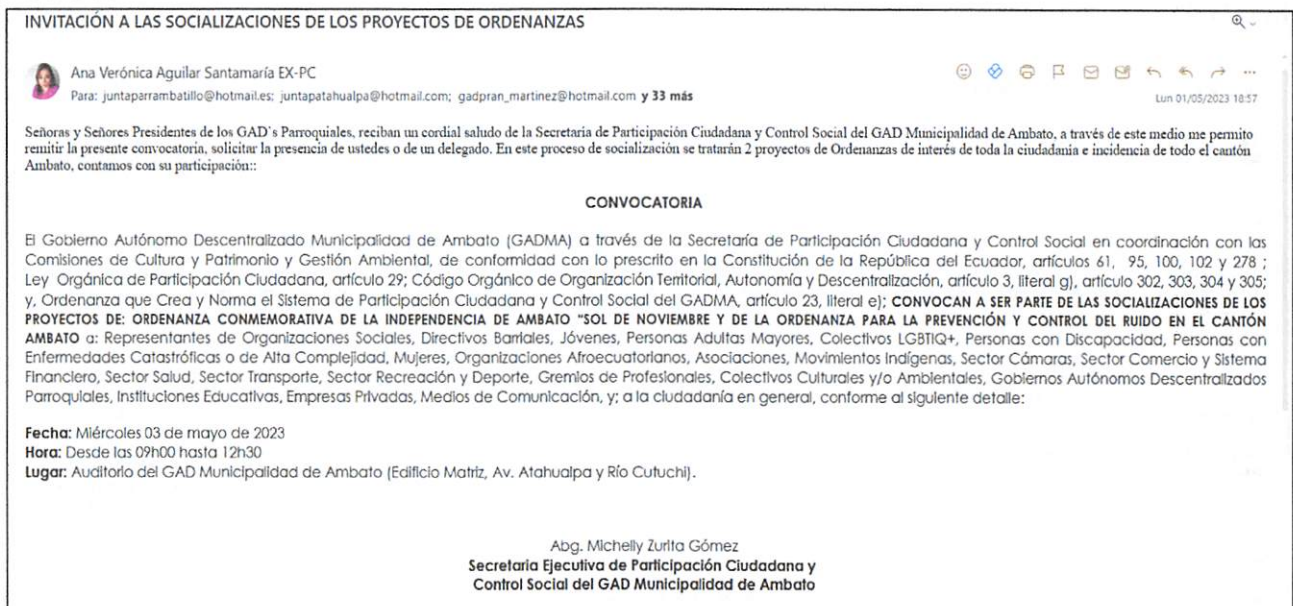 INVITACIÓN A LAS SOCIALIZACIONES DE LOS PROYECTOS DE ORDENANZAS
Ana Verónica Aguilar Santamaría EX-PC
Para: juntaparrambatillo@hotmail.es; juntapatahualpa@hotmail.com; gadpran_martinez@hotmail.com y 33 más
Lun 01/05/2023 18:57
Señoras y Señores Presidentes de los GAD's Parroquiales, reciban un cordial saludo de la Secretaria de Participación Ciudadana y Control Social del GAD Municipalidad de Ambato, a través de este medio me permito
remitir la presente convocatoria, solicitar la presencia de ustedes o de un delegado. En este proceso de socialización se tratarán 2 proyectos de Ordenanzas de interés de toda la ciudadanía e incidencia de todo el cantón
Ambato, contamos con su participación::
CONVOCATORIA
El Gobierno Autónomo Descentralizado Municipalidad de Ambato (GADMA) a través de la Secretaría de Participación Ciudadana y Control Social en coordinación con las
Comisiones de Cultura y Patrimonio y Gestión Ambiental, de conformidad con lo prescrito en la Constitución de la República del Ecuador, artículos 61, 95, 100, 102 y 278 ;
Ley Orgánica de Participación Ciudadana, artículo 29; Código Orgánico de Organización Territorial, Autonomía y Descentralización, artículo 3, literal g), artículo 302, 303, 304 y 305;
y, Ordenanza que Crea y Norma el Sistema de Participación Ciudadana y Control Social del GADMA, artículo 23, literal e); CONVOCAN A SER PARTE DE LAS SOCIALIZACIONES DE LOS
PROYECTOS DE: ORDENANZA CONMEMORATIVA DE LA INDEPENDENCIA DE AMBATO "SOL DE NOVIEMBRE Y DE LA ORDENANZA PARA LA PREVENCIÓN Y CONTROL DEL RUIDO EN EL CANTÓN
AMBATO a: Representantes de Organizaciones Sociales, Directivos Barriales, Jóvenes, Personas Adultas Mayores, Colectivos LGBTIQ+, Personas con Discapacidad, Personas con
Enfermedades Catastróficas o de Alta Complejidad, Mujeres, Organizaciones Afroecuatorianos, Asociaciones, Movimientos Indígenas, Sector Cámaras, Sector Comercio y Sistema
Financiero, Sector Salud, Sector Transporte, Sector Recreación y Deporte, Gremios de Profesionales, Colectivos Culturales y/o Ambientales, Gobiernos Autónomos Descentralizados
Parroquiales, Instituciones Educativas, Empresas Privadas, Medios de Comunicación, y; a la ciudadanía en general, conforme al siguiente detalle:
Fecha: Miércoles 03 de mayo de 2023
Hora: Desde las 09h00 hasta 12h30
Lugar: Auditorio del GAD Municipalidad de Ambato (Edificio Matriz, Av. Atahualpa y Río Cutuchi).
Abg. Michelly Zurita Gómez
Secretaria Ejecutiva de Participación Ciudadana y
Control Social del GAD Municipalidad de Ambato